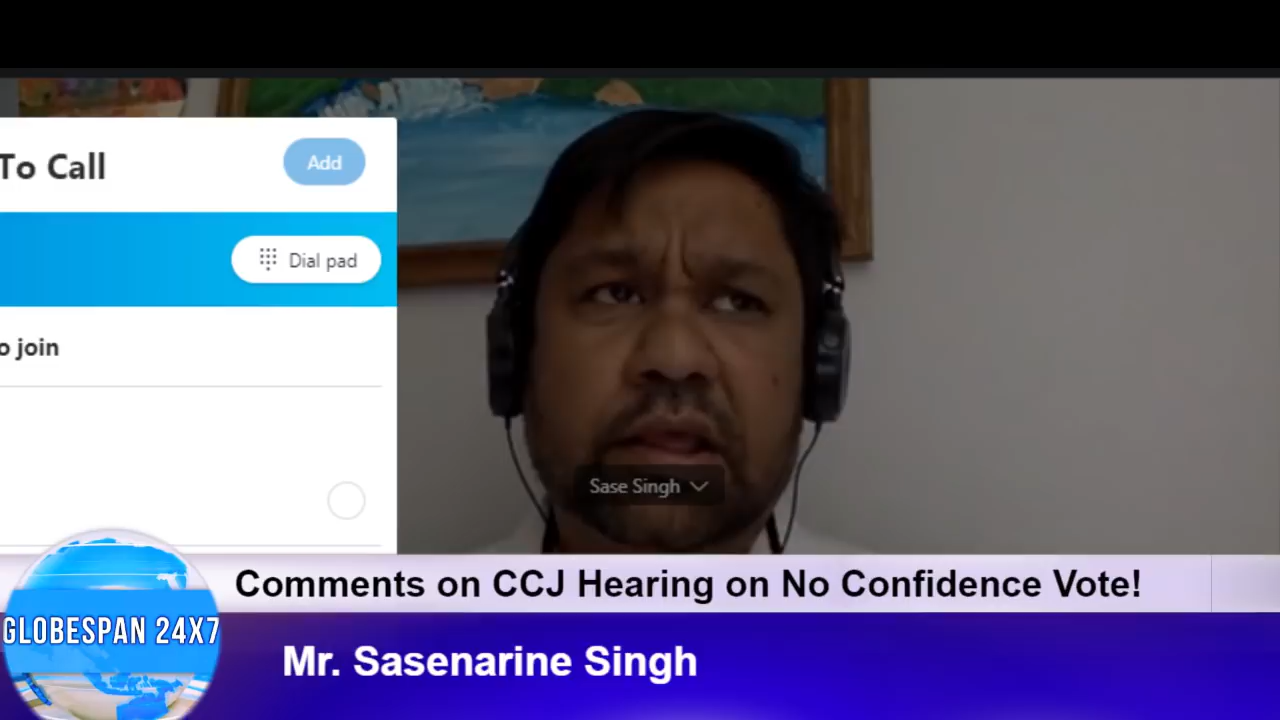 To Call
Add
Dial pad
o join
Sase Singh
Comments on CCJ Hearing on No Confidence Vote!
GLOBESPAN 24X7
Mr. Sasenarine Singh